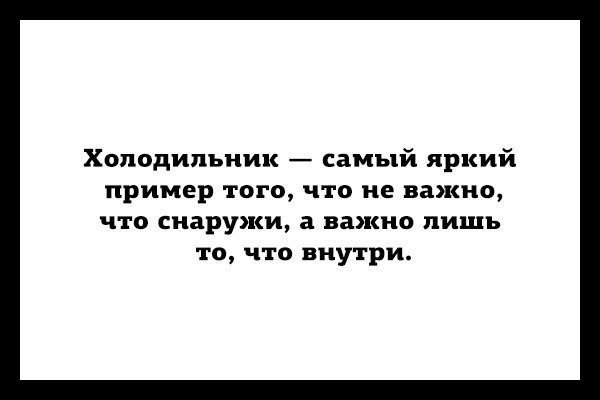 Холодильник — самый яркий
пример того, что не важно,
что снаружи, а важно лишь
то, что внутри.